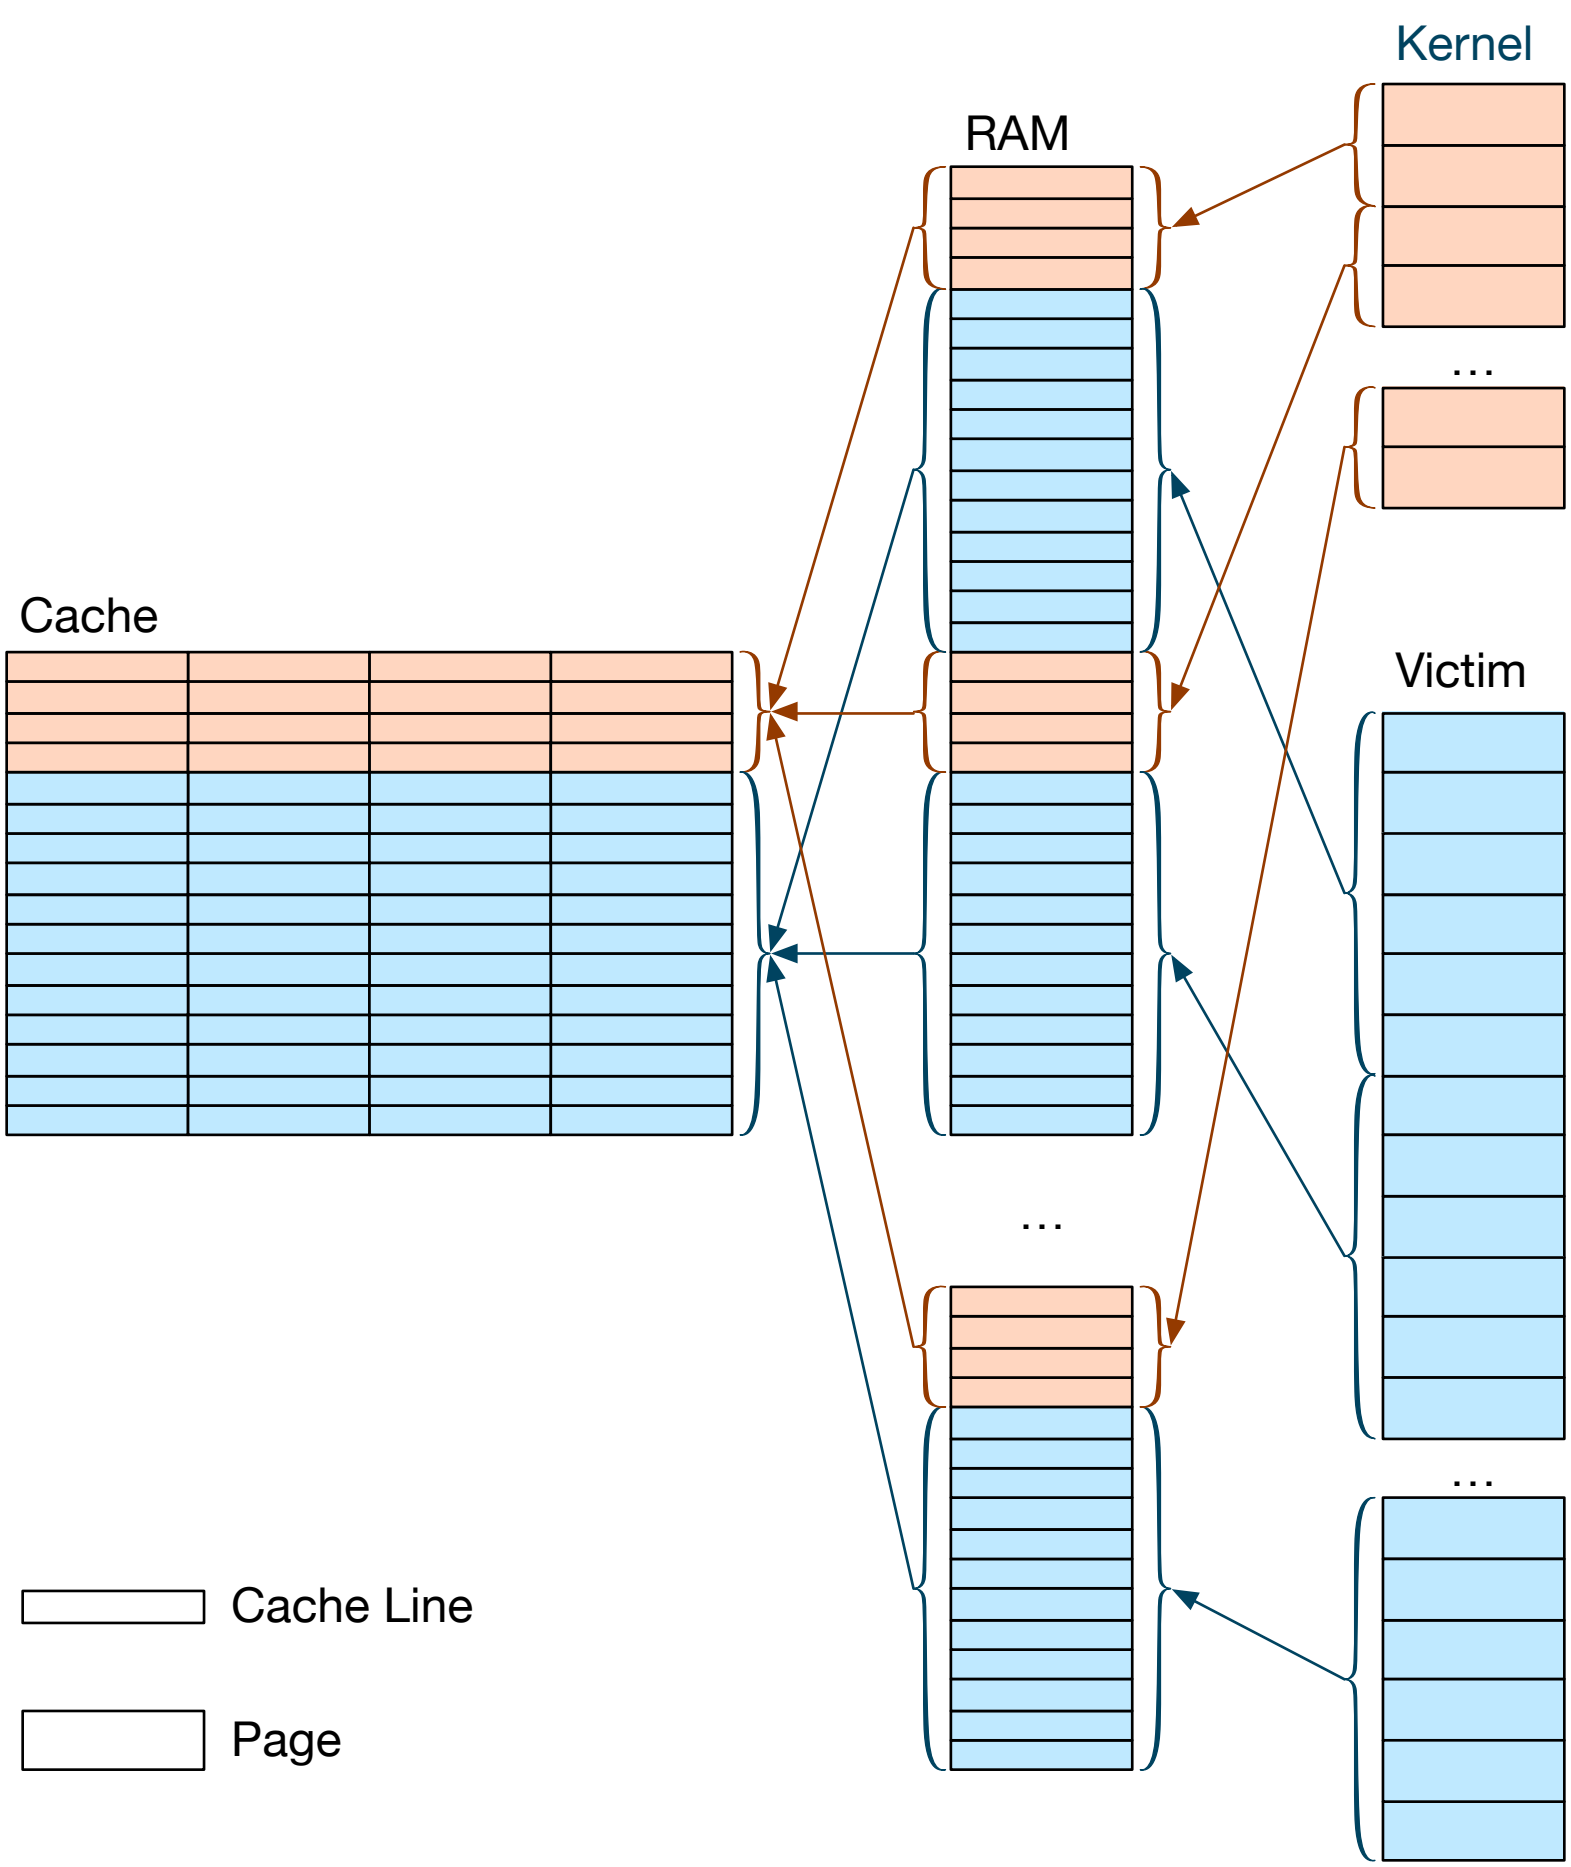 Kernel
RAM
...
Cache
Victim
...
...
Cache Line
Page